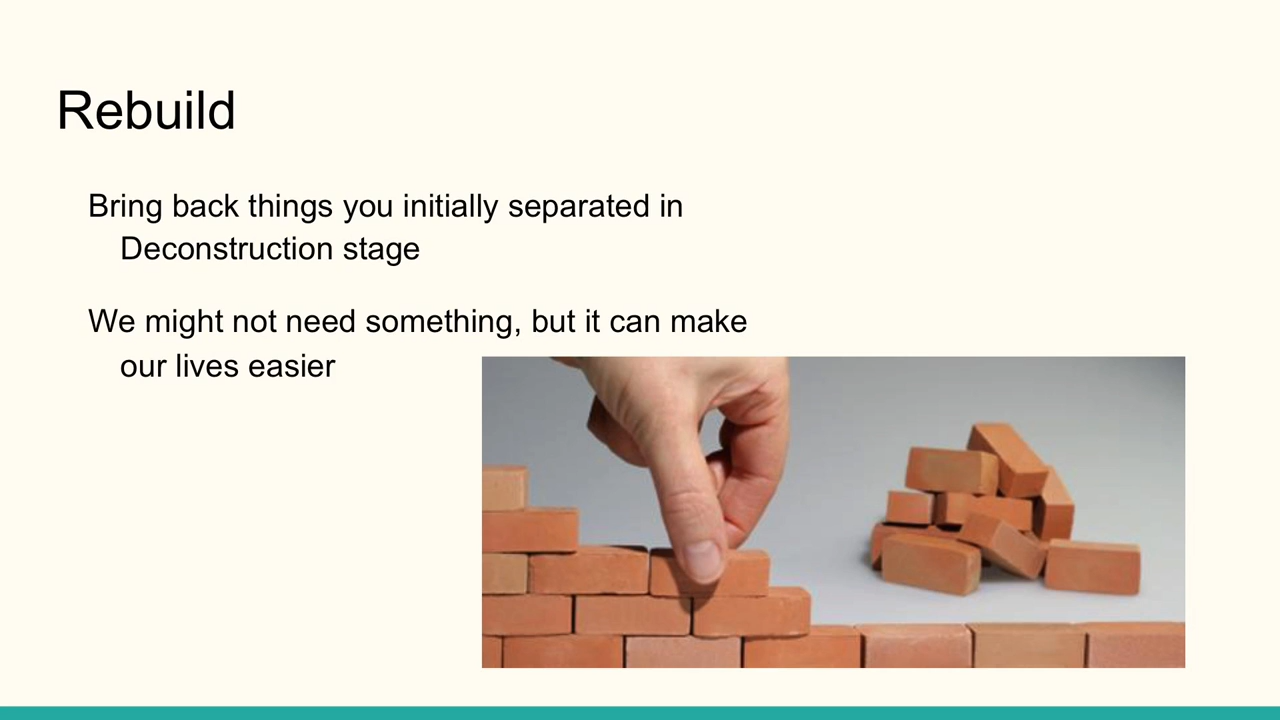 Rebuild
Bring back things you initially separated in
Deconstruction stage
We might not need something, but it can make
our lives easier